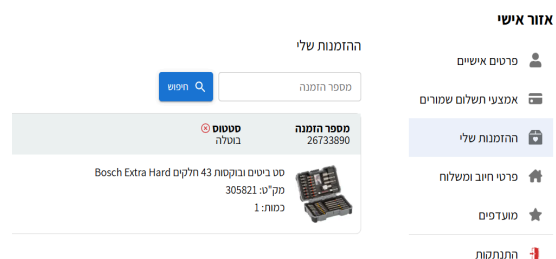 אזור אישי
פרטים אישיים
אמצעי תשלום שמורים
ההזמנות שלי
פרטי חיוב ומשלוח
מועדפים
התנתקות
ההזמנות שלי
מספר הזמנה
חיפוש
מספר הזמנה סטטוס
26733890 בוטלה
סט ביטים ובוקסות 43 חלקים Bosch Extra Hard
מק"ט: 305821
כמות: 1